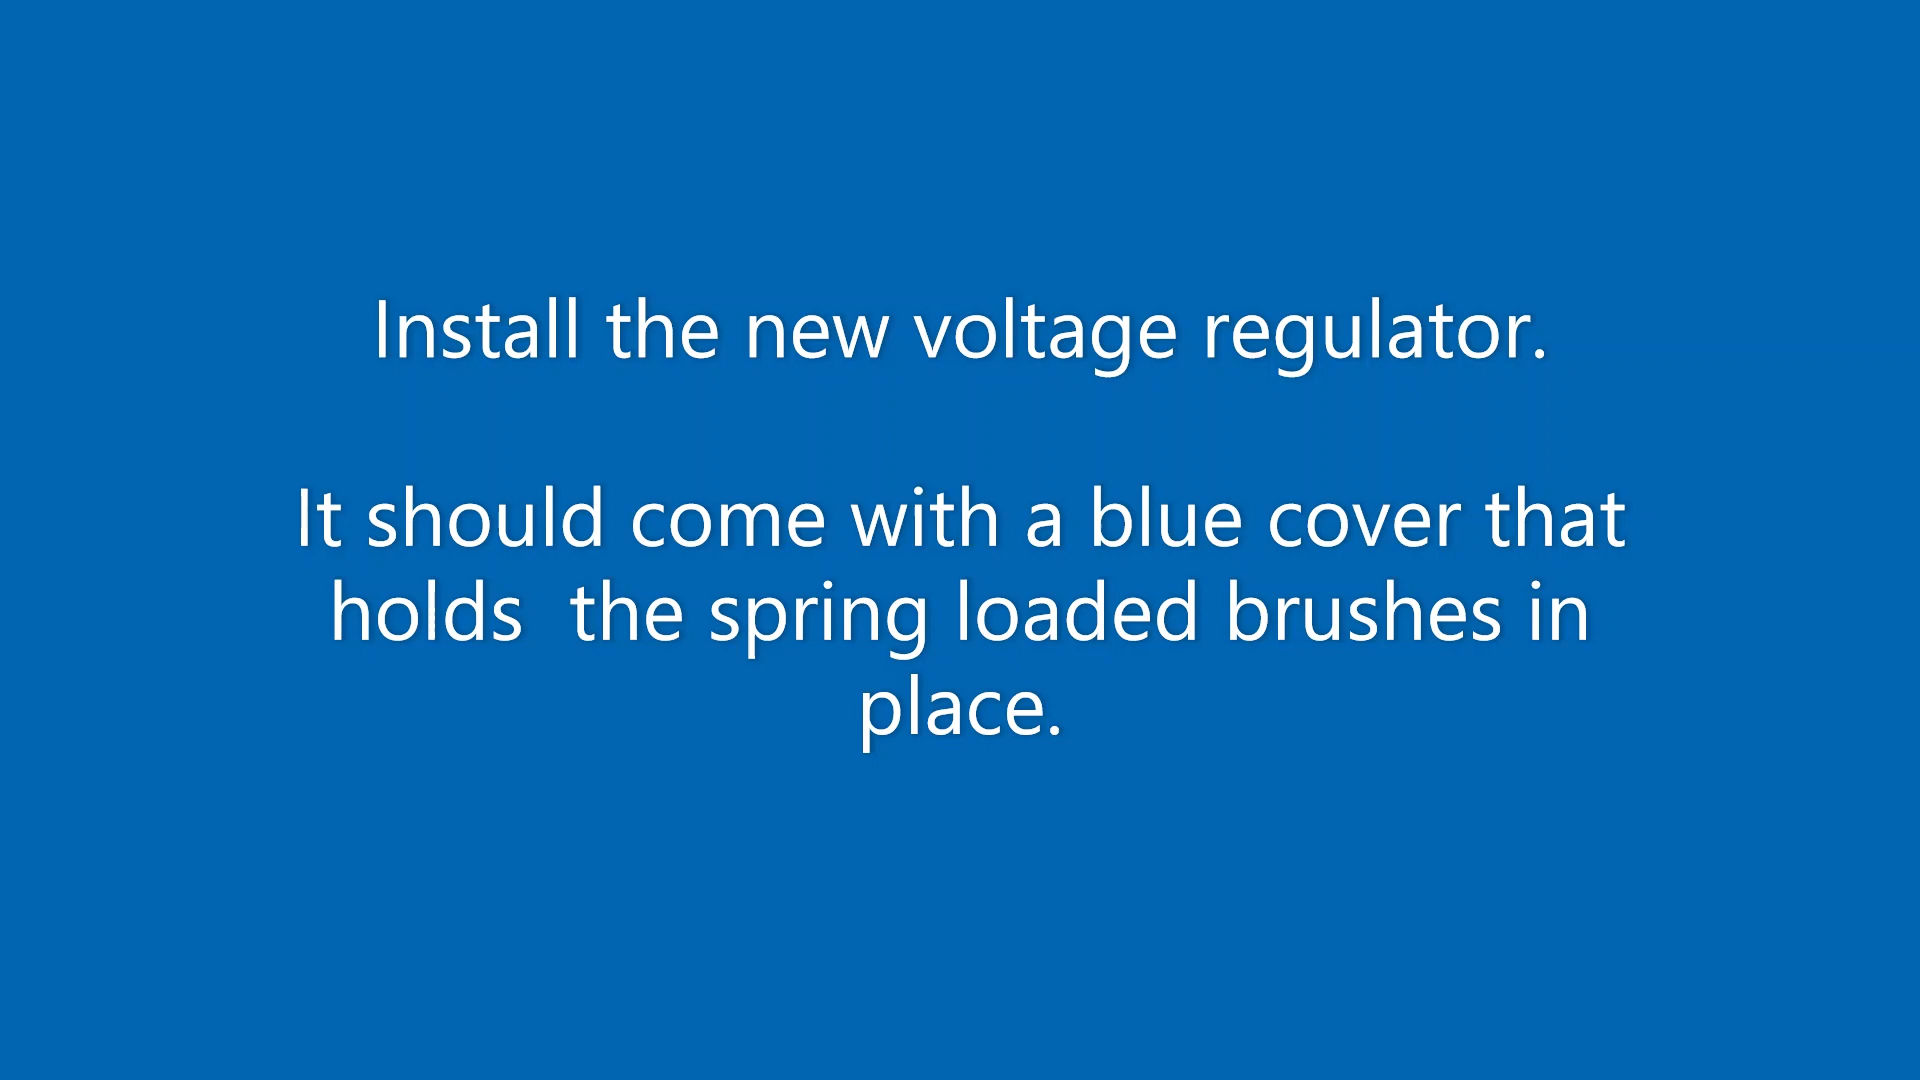 Install the new voltage regulator.
It should come with a blue cover that
holds  the spring loaded brushes in
place.